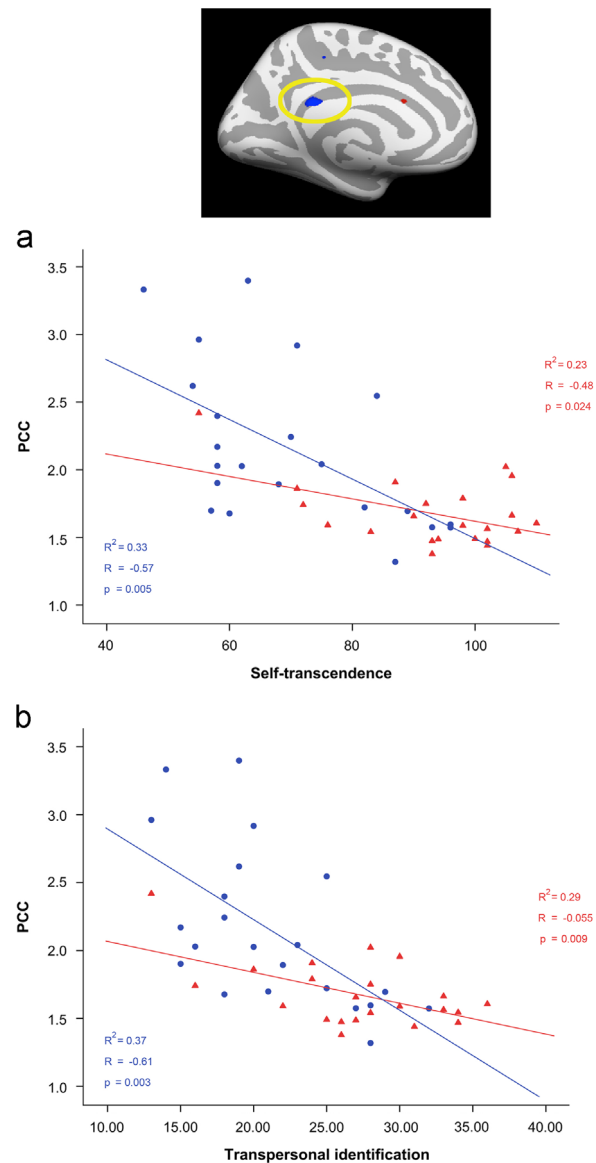 a
3.5
3.0
2.5
2.0
1.5
1.0
PCC
R2= 0.23
R = -0.48
p = 0.024
R2= 0.33
R = -0.57
p = 0.005
40 60 80 100
Self-transcendence
b
3.5
3.0
2.5
2.0
1.5
1.0
PCC
R2= 0.29
R = -0.055
p = 0.009
R2= 0.37
R = -0.61
p = 0.003
10.00 15.00 20.00 25.00 30.00 35.00 40.00
Transpersonal identification